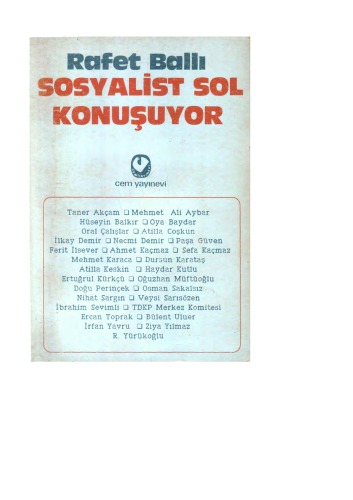 Rafet Ballı
SOSYALİST SOL
KONUŞUYOR
cem yayınevi
Taner Akçam ❏ Mehmet Ali Aybar
Hüseyin Balkır ❏ Oya Baydar
Oral Çalışlar ❏ Atilla Coşkun
İlkay Demir ❏ Necmi Demir ❏ Paşa Güven
Ferit İlsever ❏ Ahmet Kaçmaz ❏ Sefa Kaçmaz
Mehmet Karaca ❏ Dursun Karataş
Atilla Keskin ❏ Haydar Kutlu
Ertuğrul Kürkçü ❏ Oğuzhan Müftüoğlu
Doğu Perinçek ❏ Osman Sakalsız
Nihat Sargın ❏ Veysi Sarısözen
İbrahim Sevimli ❏ TDKP Merkez Komitesi
Ercan Toprak ❏ Bülent Uluer
İrfan Yavru ❏ Ziya Yılmaz
R. Yürükoğlu